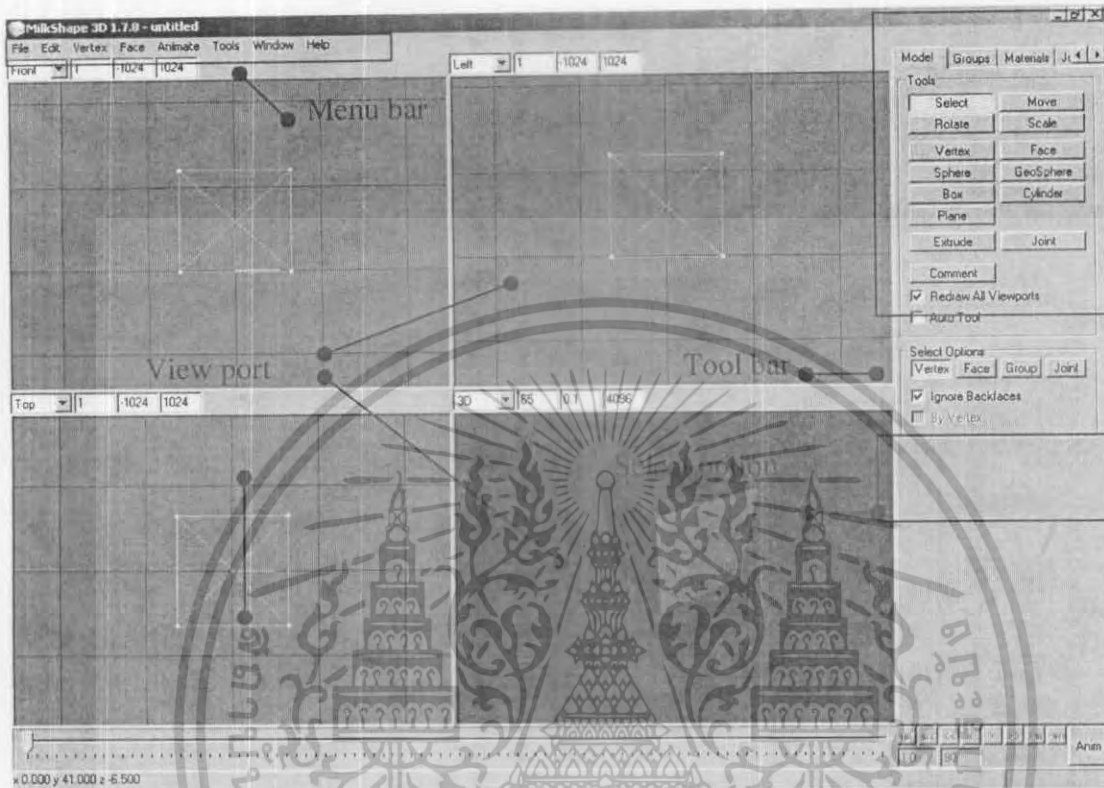 MilkShape 3D 1.7.8 - untitled
File Edit Vertex Face Animate Tools Window Help
Front 1 -1024 1024
Left 1 -1024 1024
Model Groups Materials
Tools
Select Move
Rotate Scale
Vertex Face
Sphere GeoSphere
Box Cylinder
Plane
Extrude Joint
Comment
Redraw All Viewports
Auto Tool
Menu bar
View port
Tool bar
Select Options
Vertex Face Group Joint
Ignore Backfaces
By Vertex
Top 1 -1024 1024
3D 65 0.1 4096
Anim
x 0.000 y 41.000 z -6.500